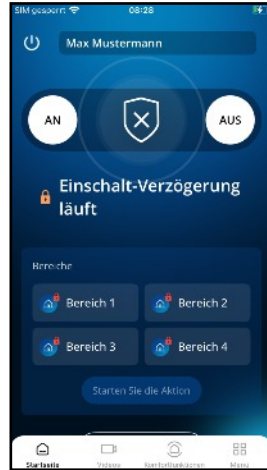 SIM gesperrt 08:28
Max Mustermann
AN
AUS
Einschalt-Verzögerung
läuft
Bereiche
Bereich 1
Bereich 2
Bereich 3
Bereich 4
Starten Sie die Aktion
Startseite Videos Komfortfunktionen Menü